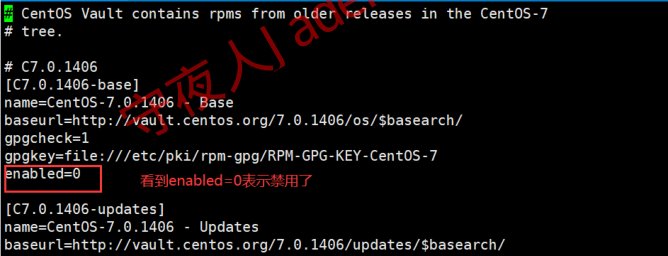 # CentOS Vault contains rpms from older releases in the CentOS-7
# tree.
# C7.0.1406
[C7.0.1406-base]
name=CentOS-7.0.1406 - Base
baseurl=http://vault.centos.org/7.0.1406/os/$basearch/
gpgcheck=1
gpgkey=file:///etc/pki/rpm-gpg/RPM-GPG-KEY-CentOS-7
enabled=0
看到enabled=0表示禁用了
[C7.0.1406-updates]
name=CentOS-7.0.1406 - Updates
baseurl=http://vault.centos.org/7.0.1406/updates/$basearch/
守夜人J